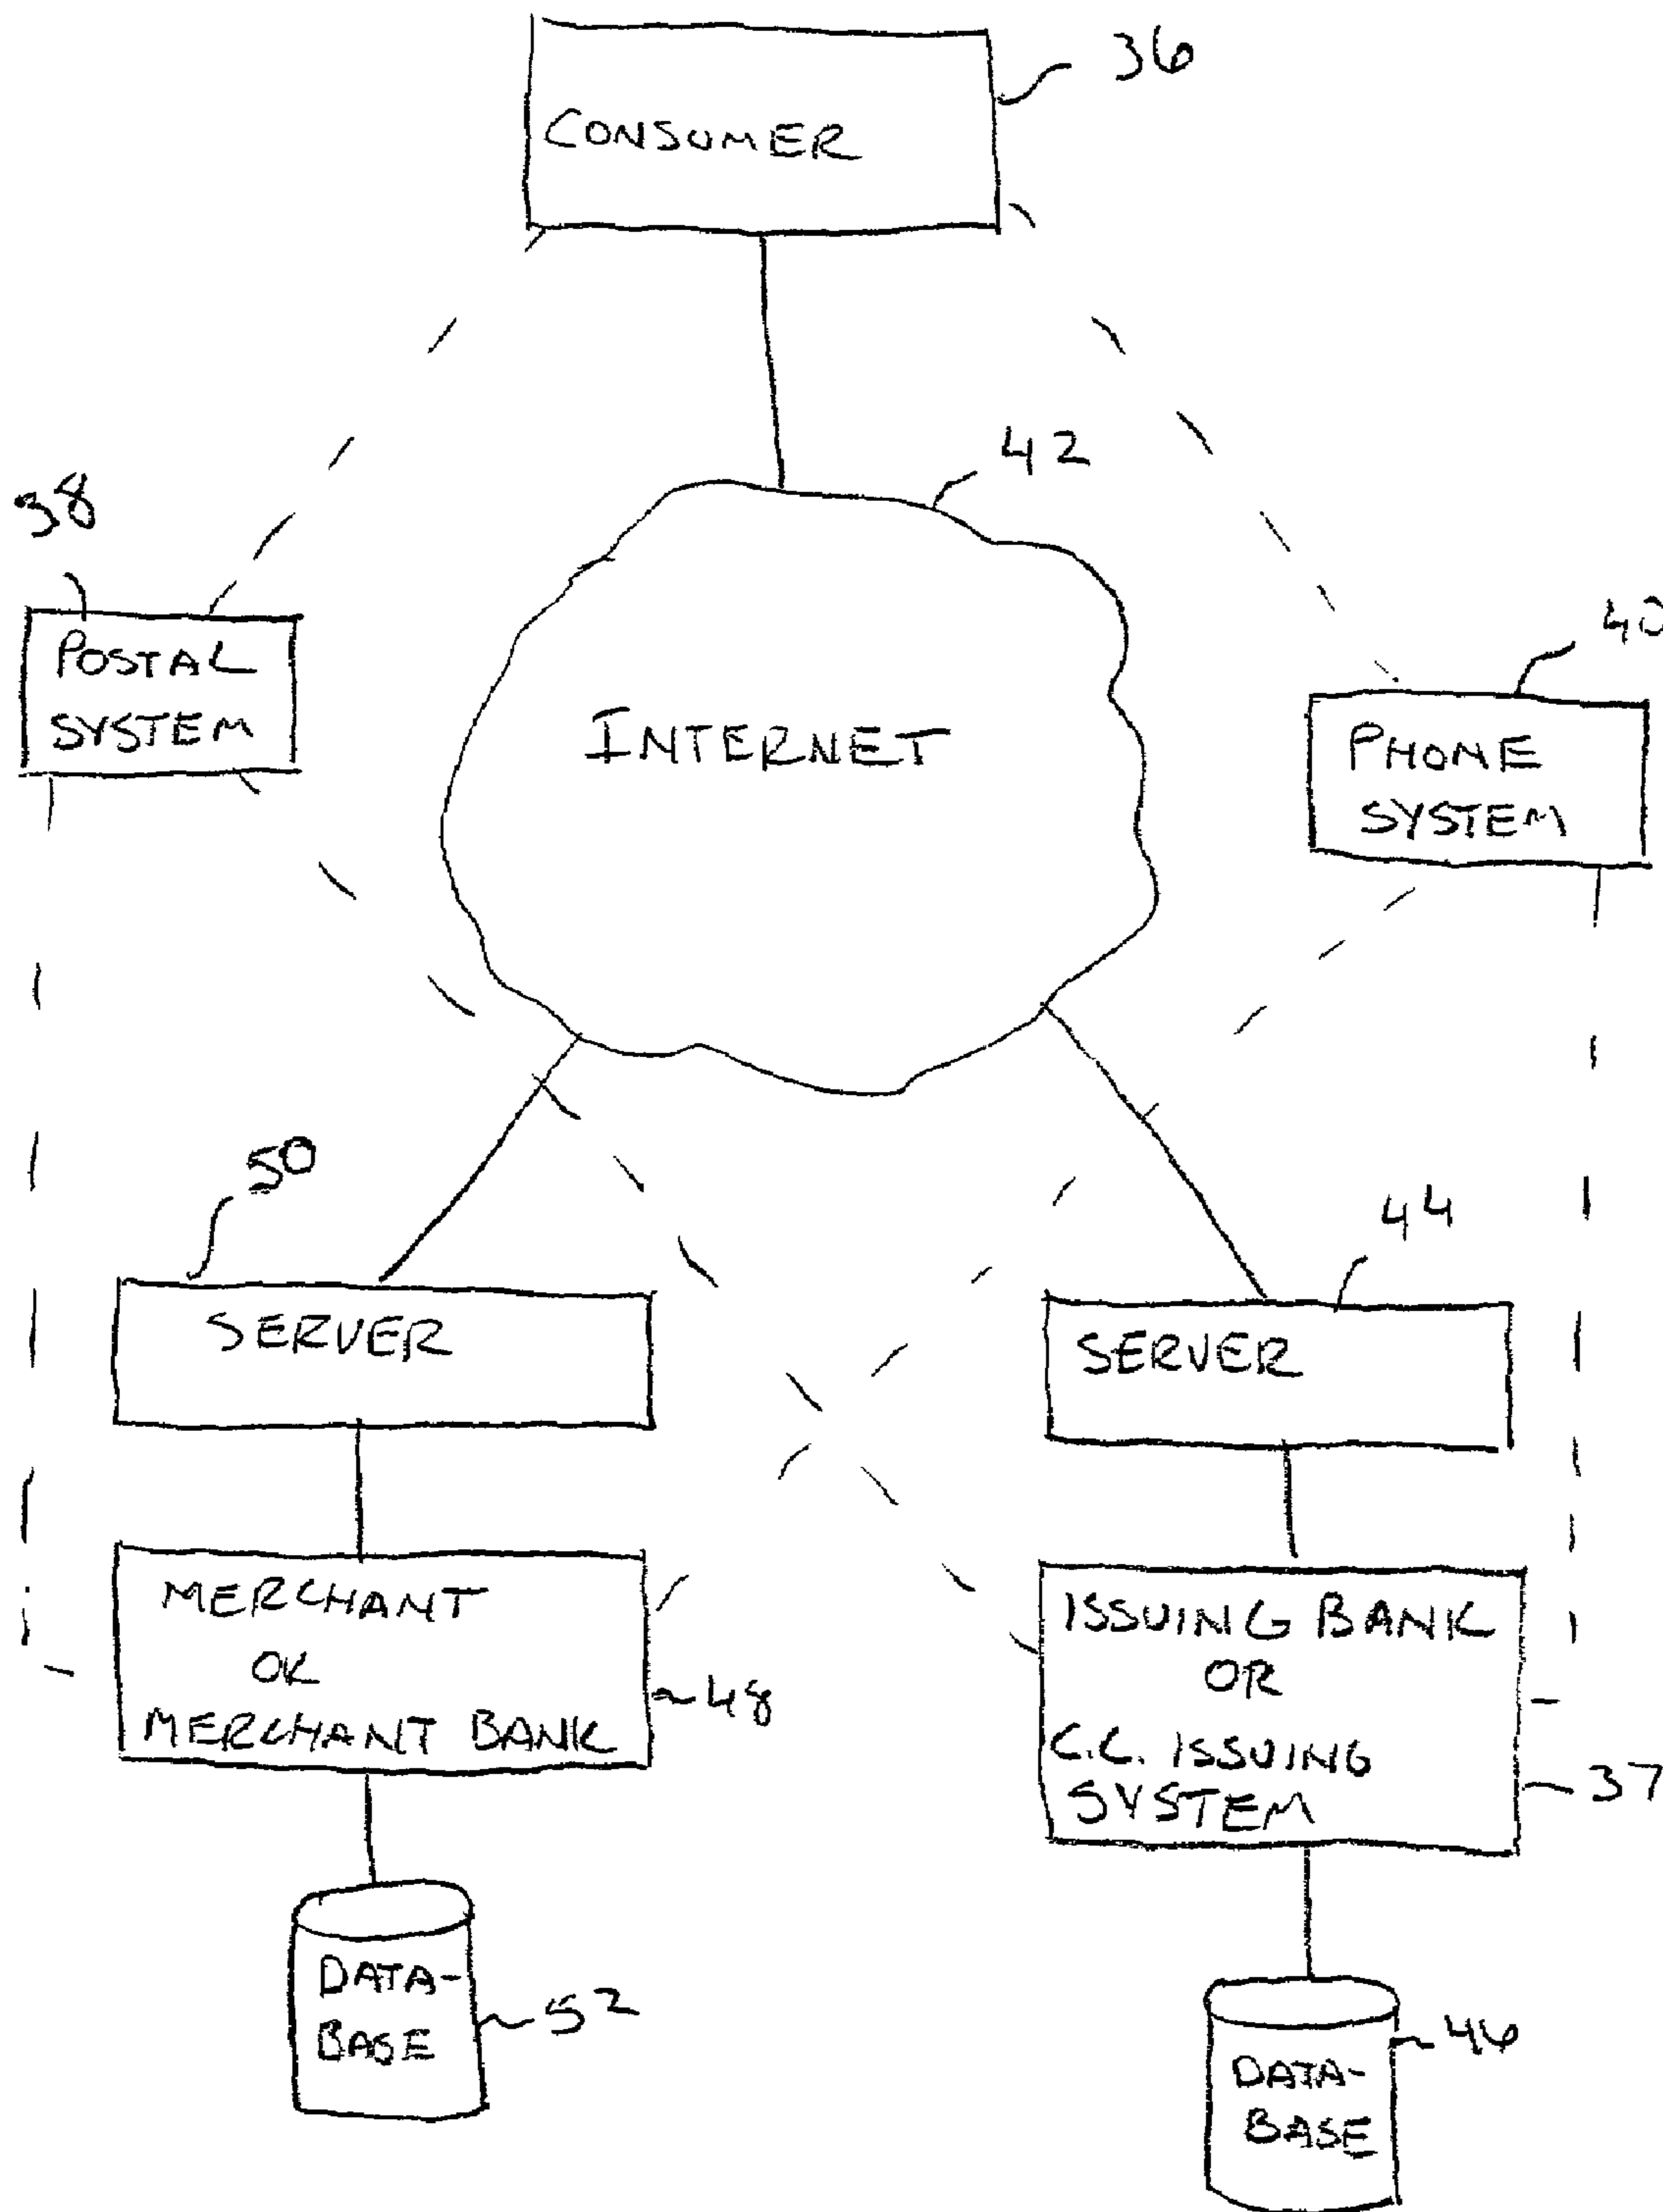 36
CONSUMER
42
38
POSTAL
SYSTEM
INTERNET
40
PHONE
SYSTEM
50
44
SERVER
SERVER
MERCHANT
OR
MERCHANT BANK
48
ISSUING BANK
OR
C.C. ISSUING
SYSTEM
37
DATA-
BASE
52
46
DATA-
BASE